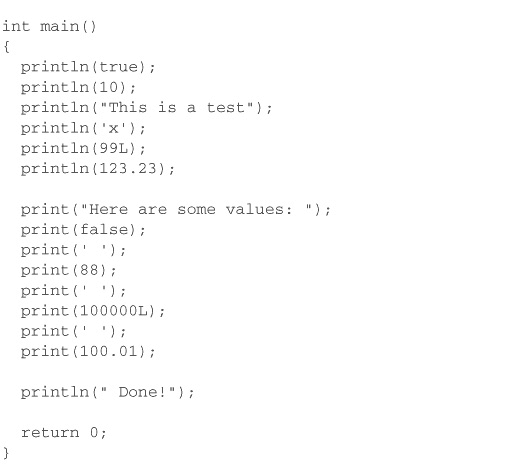 int main()
{
  println(true);
  println(10);
  println("This is a test");
  println('x');
  println(99L);
  println(123.23);

  print("Here are some values: ");
  print(false);
  print(' ');
  print(88);
  print(' ');
  print(100000L);
  print(' ');
  print(100.01);

  println(" Done!");

  return 0;
}